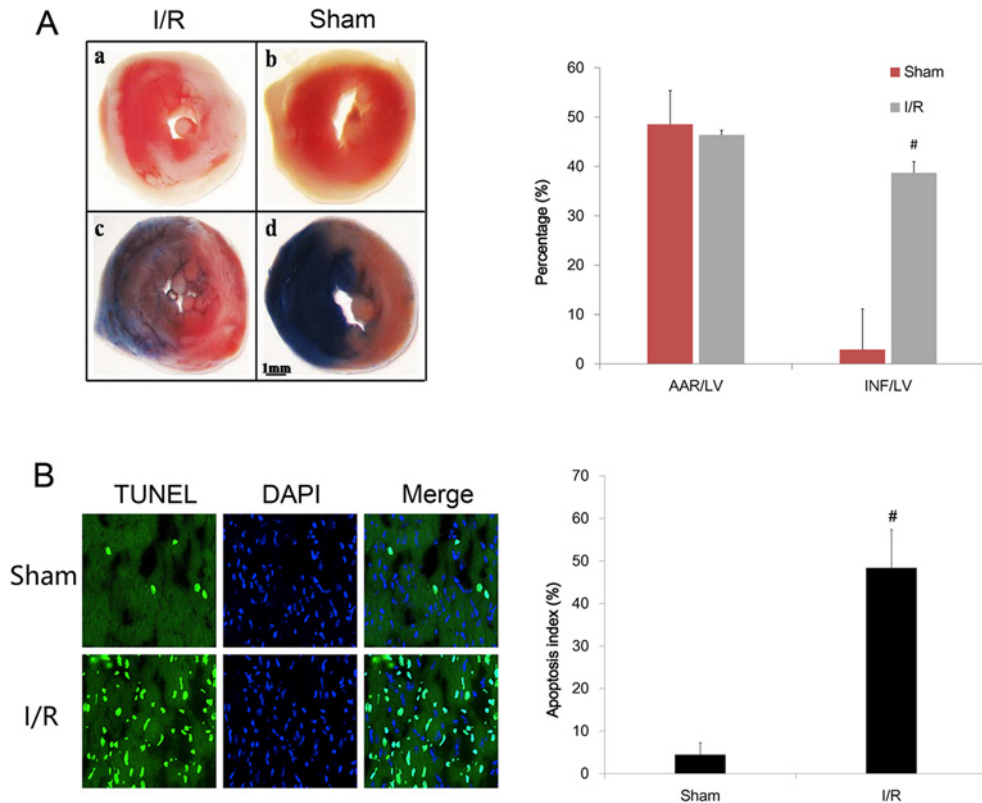 A
I/R
Sham
a
b
c
d
1mm
Percentage (%)
60
50
40
30
20
10
0
Sham
I/R
#
AAR/LV
INF/LV
B
TUNEL
DAPI
Merge
Sham
I/R
Apoptosis index (%)
70
60
50
40
30
20
10
0
#
Sham
I/R